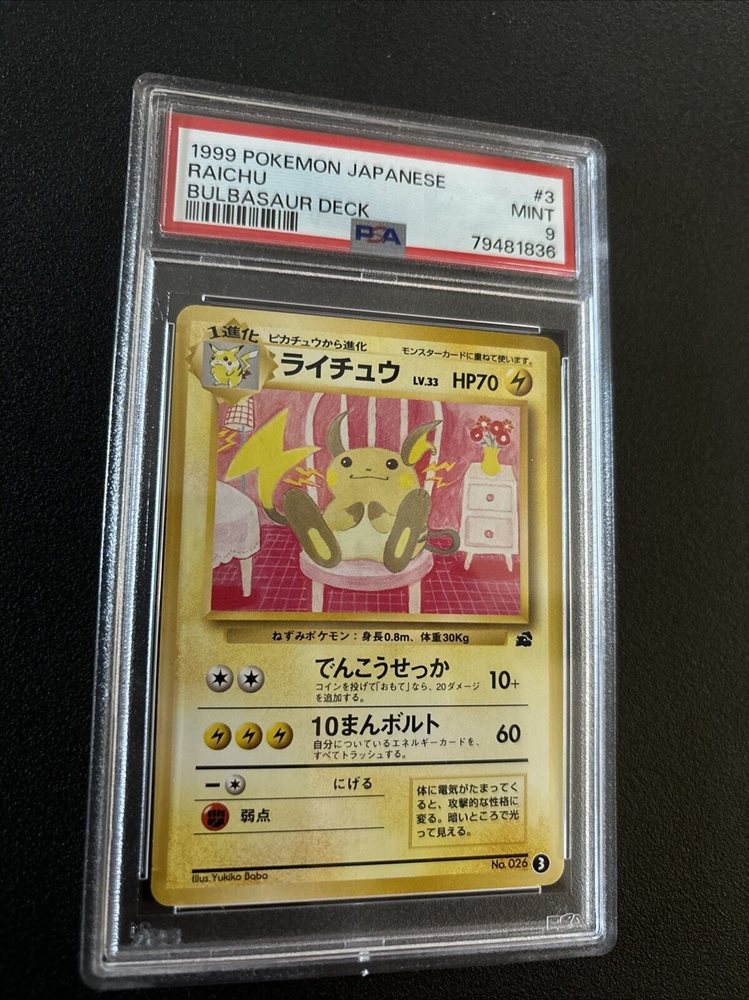 1999 POKEMON JAPANESE #3
RAICHU MINT
BULBASAUR DECK 9
PSA 79481836
1進化 ピカチュウから進化 モンスターカードに重ねて使います。
ライチュウ LV.33 HP70
ねずみポケモン：身長0.8m、体重30Kg
でんこうせっか 10+
コインを投げて「おもて」なら、20ダメージ
を追加する。
10まんボルト 60
自分についているエネルギーカードを、
すべてトラッシュする。
にげる
弱点
体に電気がたまってく
ると、攻撃的な性格に
変る。暗いところで光
って見える。
Illus. Yukiko Babo No. 026 3
PSA